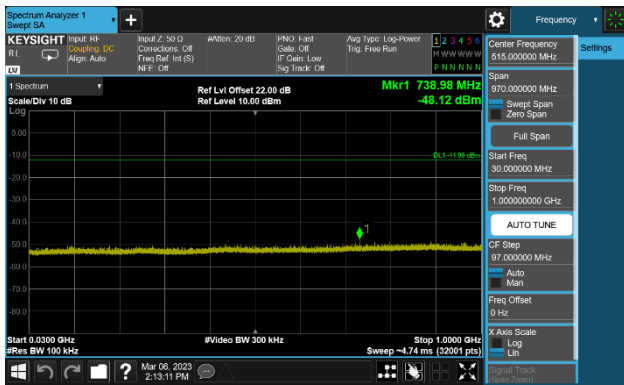 Spectrum Analyzer 1
Swept SA
+
Frequency
KEYSIGHT
RL
Input: RF
Coupling: DC
Align: Auto
Input Z: 50 Ω
Corrections: Off
Freq Ref: Int (S)
NFE: Off
#Atten: 20 dB
PNO: Fast
Gate: Off
IF Gain: Low
Sig Track: Off
Avg Type: Log-Power
Trig: Free Run
1 2 3 4 5 6
M W W W W W
P N N N N N
1 Spectrum
Scale/Div 10 dB
Log
Ref Lvl Offset 22.00 dB
Ref Level 10.00 dBm
Mkr1 738.98 MHz
-48.12 dBm
0.00
-10.0
DL1 -11.98 dBm
-20.0
-30.0
-40.0
1
-50.0
-60.0
-70.0
-80.0
Start 0.0300 GHz
#Res BW 100 kHz
#Video BW 300 kHz
Stop 1.0000 GHz
Sweep ~4.74 ms (32001 pts)
Mar 06, 2023
2:13:11 PM
?
Settings
Center Frequency
515.000000 MHz
Span
970.000000 MHz
Swept Span
Zero Span
Full Span
Start Freq
30.000000 MHz
Stop Freq
1.000000000 GHz
AUTO TUNE
CF Step
97.000000 MHz
Auto
Man
Freq Offset
0 Hz
X Axis Scale
Log
Lin
Signal Track
(Span Zoom)